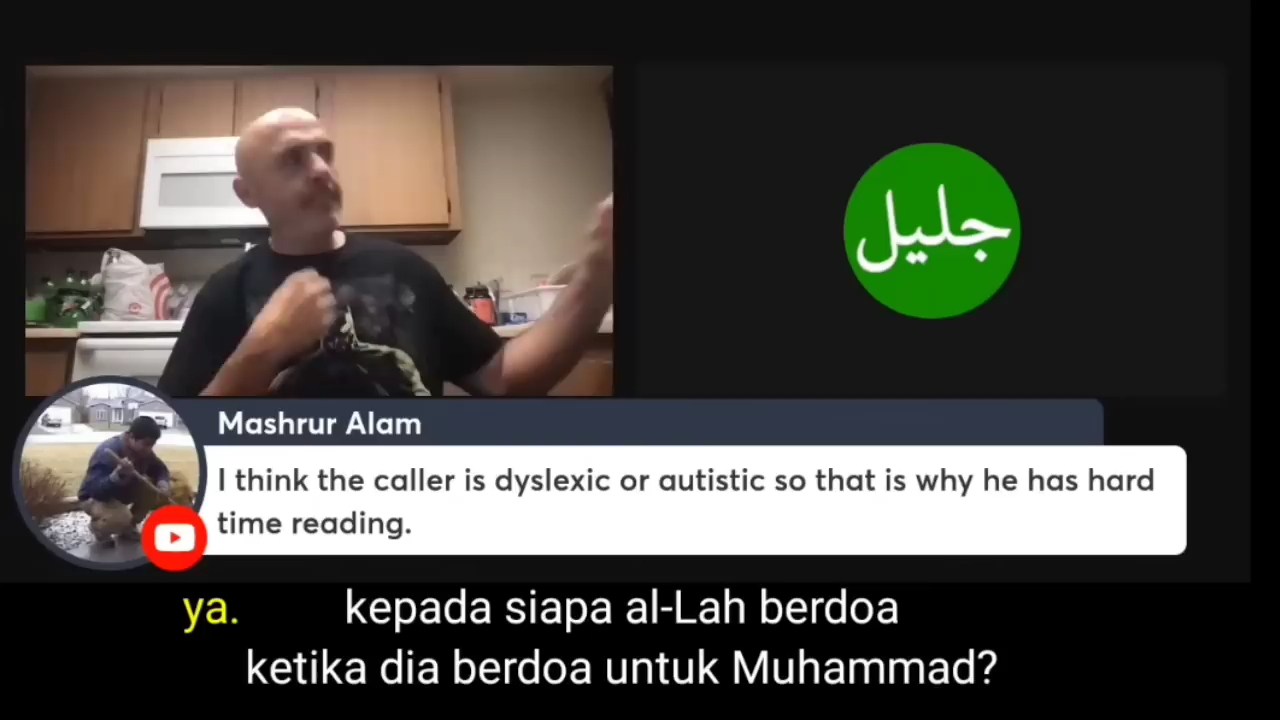 جليل
Mashrur Alam
I think the caller is dyslexic or autistic so that is why he has hard
time reading.
ya. kepada siapa al-Lah berdoa
ketika dia berdoa untuk Muhammad?